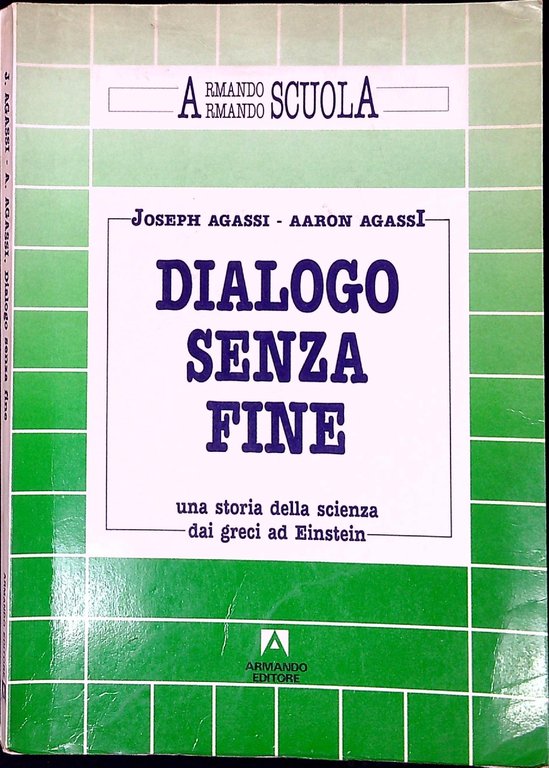 ARMANDO
ARMANDO SCUOLA
JOSEPH AGASSI - AARON AGASSI
DIALOGO
SENZA
FINE
una storia della scienza
dai greci ad Einstein
ARMANDO
EDITORE
J. AGASSI - A. AGASSI. Dialogo senza fine